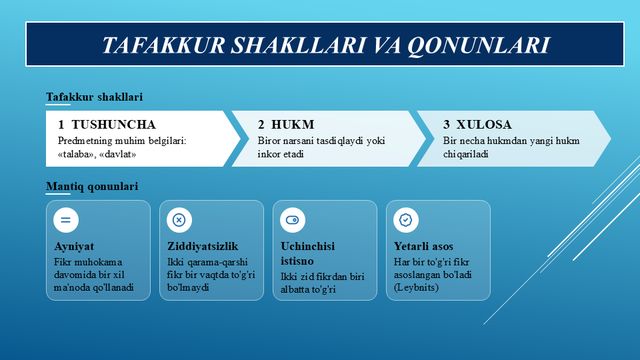 TAFAKKUR SHAKLLARI VA QONUNLARI
Tafakkur shakllari
1 TUSHUNCHA
Predmetning muhim belgilari:
«talaba», «davlat»
2 HUKM
Biror narsani tasdiqlaydi yoki
inkor etadi
3 XULOSA
Bir necha hukmdan yangi hukm
chiqariladi
Mantiq qonunlari
Ayniyat
Fikr muhokama
davomida bir xil
ma'noda qo'llanadi
Ziddiyatsizlik
Ikki qarama-qarshi
fikr bir vaqtda to'g'ri
bo'lmaydi
Uchinchisi
istisno
Ikki zid fikrdan biri
albatta to'g'ri
Yetarli asos
Har bir to'g'ri fikr
asoslangan bo'ladi
(Leybnits)